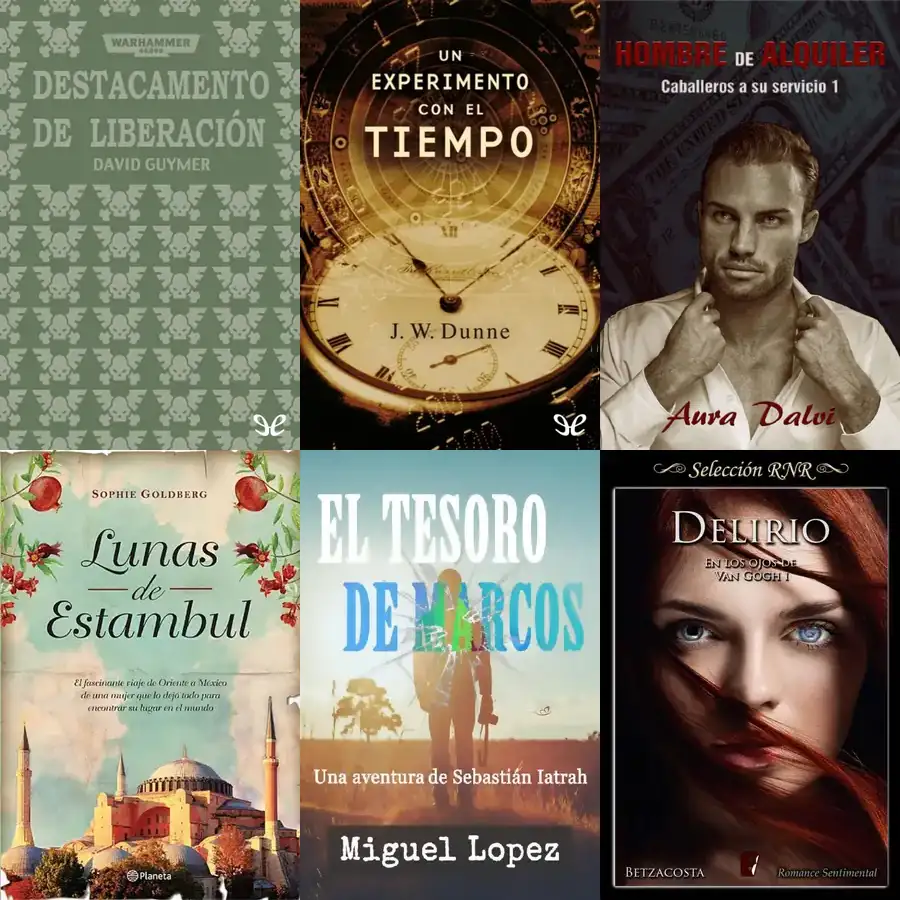 WARHAMMER
40,000
DESTACAMENTO
DE LIBERACIÓN
DAVID GUYMER
UN
EXPERIMENTO
CON EL
TIEMPO
J. W. Dunne
HOMBRE DE ALQUILER
Caballeros a su servicio 1
Aura Dalvi
SOPHIE GOLDBERG
Lunas
de
Estambul
El fascinante viaje de Oriente a México
de una mujer que lo dejó todo para
encontrar su lugar en el mundo
Planeta
EL TESORO
DE MARCOS
Una aventura de Sebastián Iatrah
Miguel Lopez
Selección RNR
DELIRIO
EN LOS OJOS DE
VAN GOGH I
BETZACOSTA
Romance Sentimental